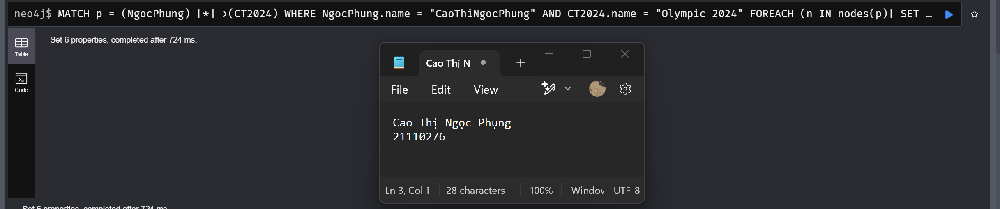 neo4j$ MATCH p = (NgocPhung)-[*]→(CT2024) WHERE NgocPhung.name = "CaoThiNgocPhung" AND CT2024.name = "Olympic 2024" FOREACH (n IN nodes(p)| SET …
Table
Set 6 properties, completed after 724 ms.
Code
Cao Thị N
File Edit View
Cao Thị Ngọc Phụng
21110276
Ln 3, Col 1 28 characters 100% Window UTF-8
Set 6 properties, completed after 724 ms.